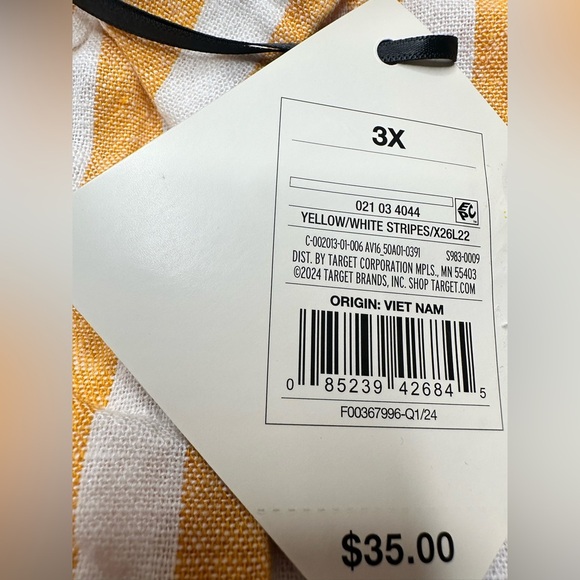 3X
021 03 4044
YELLOW/WHITE STRIPES/X26L22
C-002013-01-006 AV16_50A01-0391 S983-0009
DIST. BY TARGET CORPORATION MPLS., MN 55403
©2024 TARGET BRANDS, INC. SHOP TARGET.COM
ORIGIN: VIET NAM
0 85239 42684 5
F00367996-Q1/24
$35.00